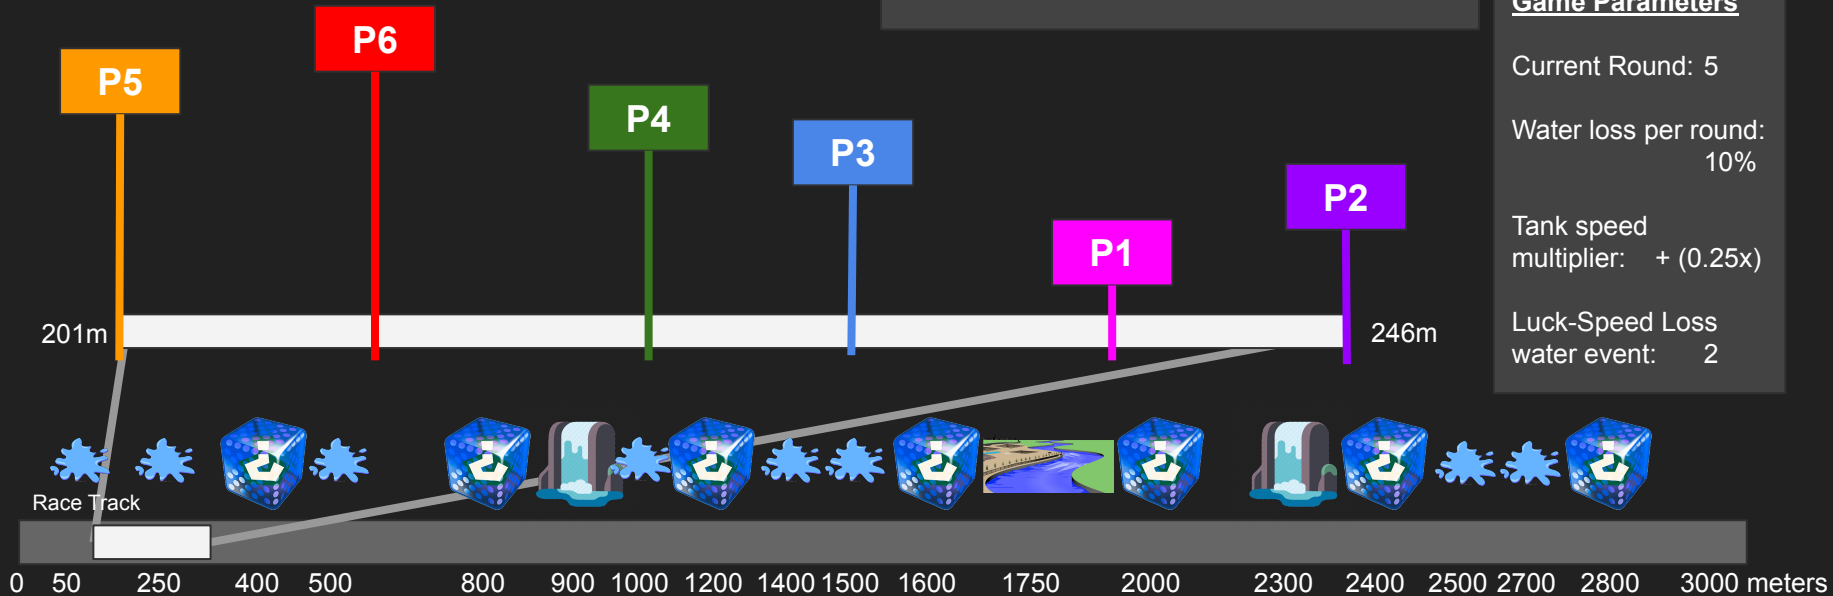 Game Parameters
Current Round: 5
Water loss per round:
10%
Tank speed
multiplier: + (0.25x)
Luck-Speed Loss
water event: 2
P5
P6
P4
P3
P1
P2
201m
246m
Race Track
0 50 250 400 500 800 900 1000 1200 1400 1500 1600 1750 2000 2300 2400 2500 2700 2800 3000 meters